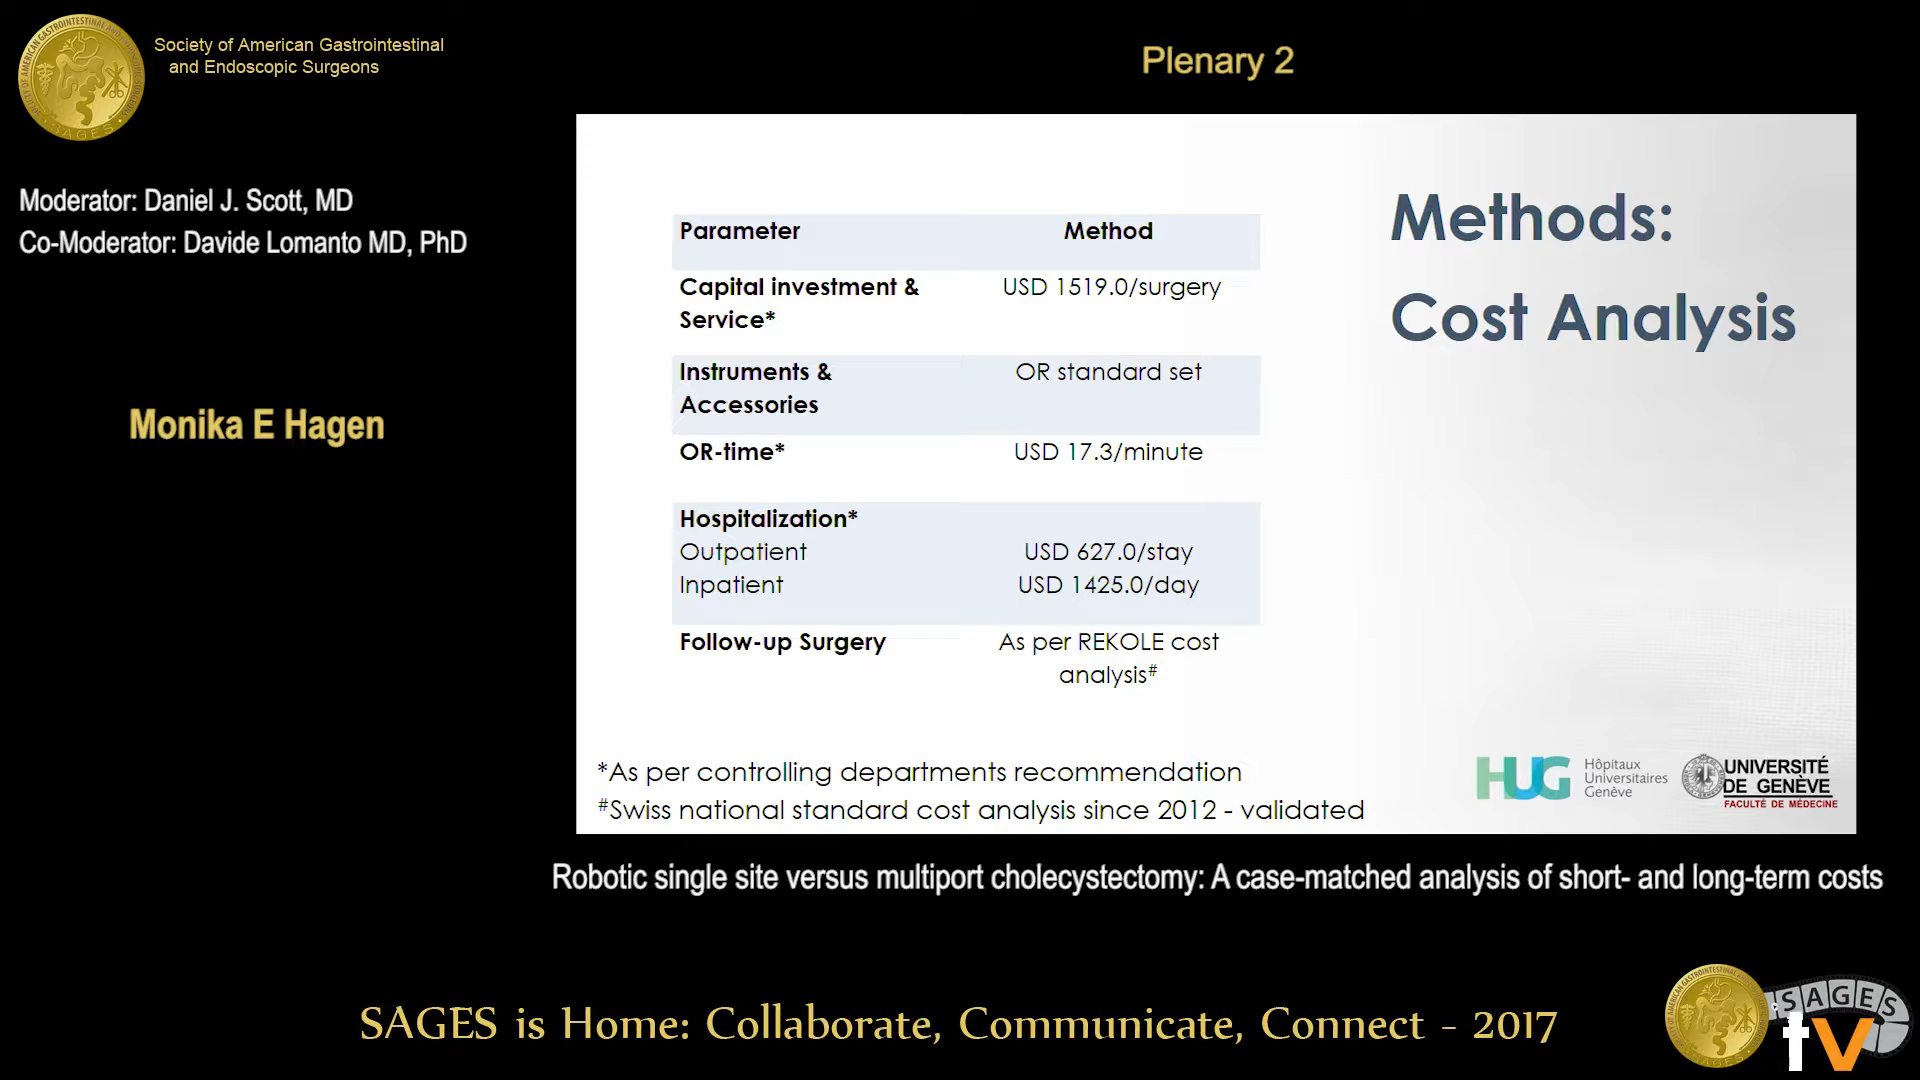 Society of American Gastrointestinal
and Endoscopic Surgeons
Plenary 2
Moderator: Daniel J. Scott, MD
Co-Moderator: Davide Lomanto MD, PhD
Monika E Hagen
Methods:
Cost Analysis
Parameter Method
Capital investment & USD 1519.0/surgery
Service*
Instruments & OR standard set
Accessories
OR-time* USD 17.3/minute
Hospitalization*
Outpatient USD 627.0/stay
Inpatient USD 1425.0/day
Follow-up Surgery As per REKOLE cost
analysis#
*As per controlling departments recommendation
#Swiss national standard cost analysis since 2012 - validated
HUG Hôpitaux
Universitaires
Genève
UNIVERSITÉ
DE GENÈVE
FACULTÉ DE MÉDECINE
Robotic single site versus multiport cholecystectomy: A case-matched analysis of short- and long-term costs
SAGES is Home: Collaborate, Communicate, Connect - 2017
SAGES
tv